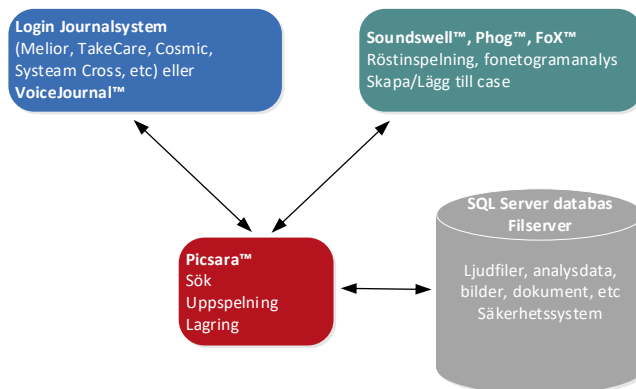 Login Journalsystem
(Melior, TakeCare, Cosmic,
Systeam Cross, etc) eller
VoiceJournal™
Soundswell™, Phog™, FoX™
Röstinspelning, fonetogramanalys
Skapa/Lägg till case
Picsara™
Sök
Uppspelning
Lagring
SQL Server databas
Filserver
Ljudfiler, analysdata,
bilder, dokument, etc
Säkerhetssystem